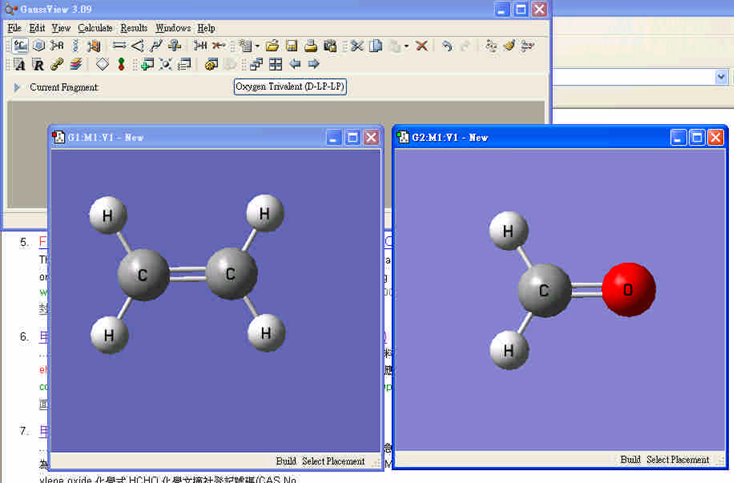 GaussView 3.09
File Edit View Calculate Results Windows Help
Current Fragment:
Oxygen Trivalent (D-LP-LP)
G1:M1:V1 - New
G2:M1:V1 - New
H H
C C
H H
H
C O
H
Build Select Placement
Build Select Placement
5.
6.
7.
ylene oxide 化學式 HCHO 化學文摘社登記號碼(CAS No